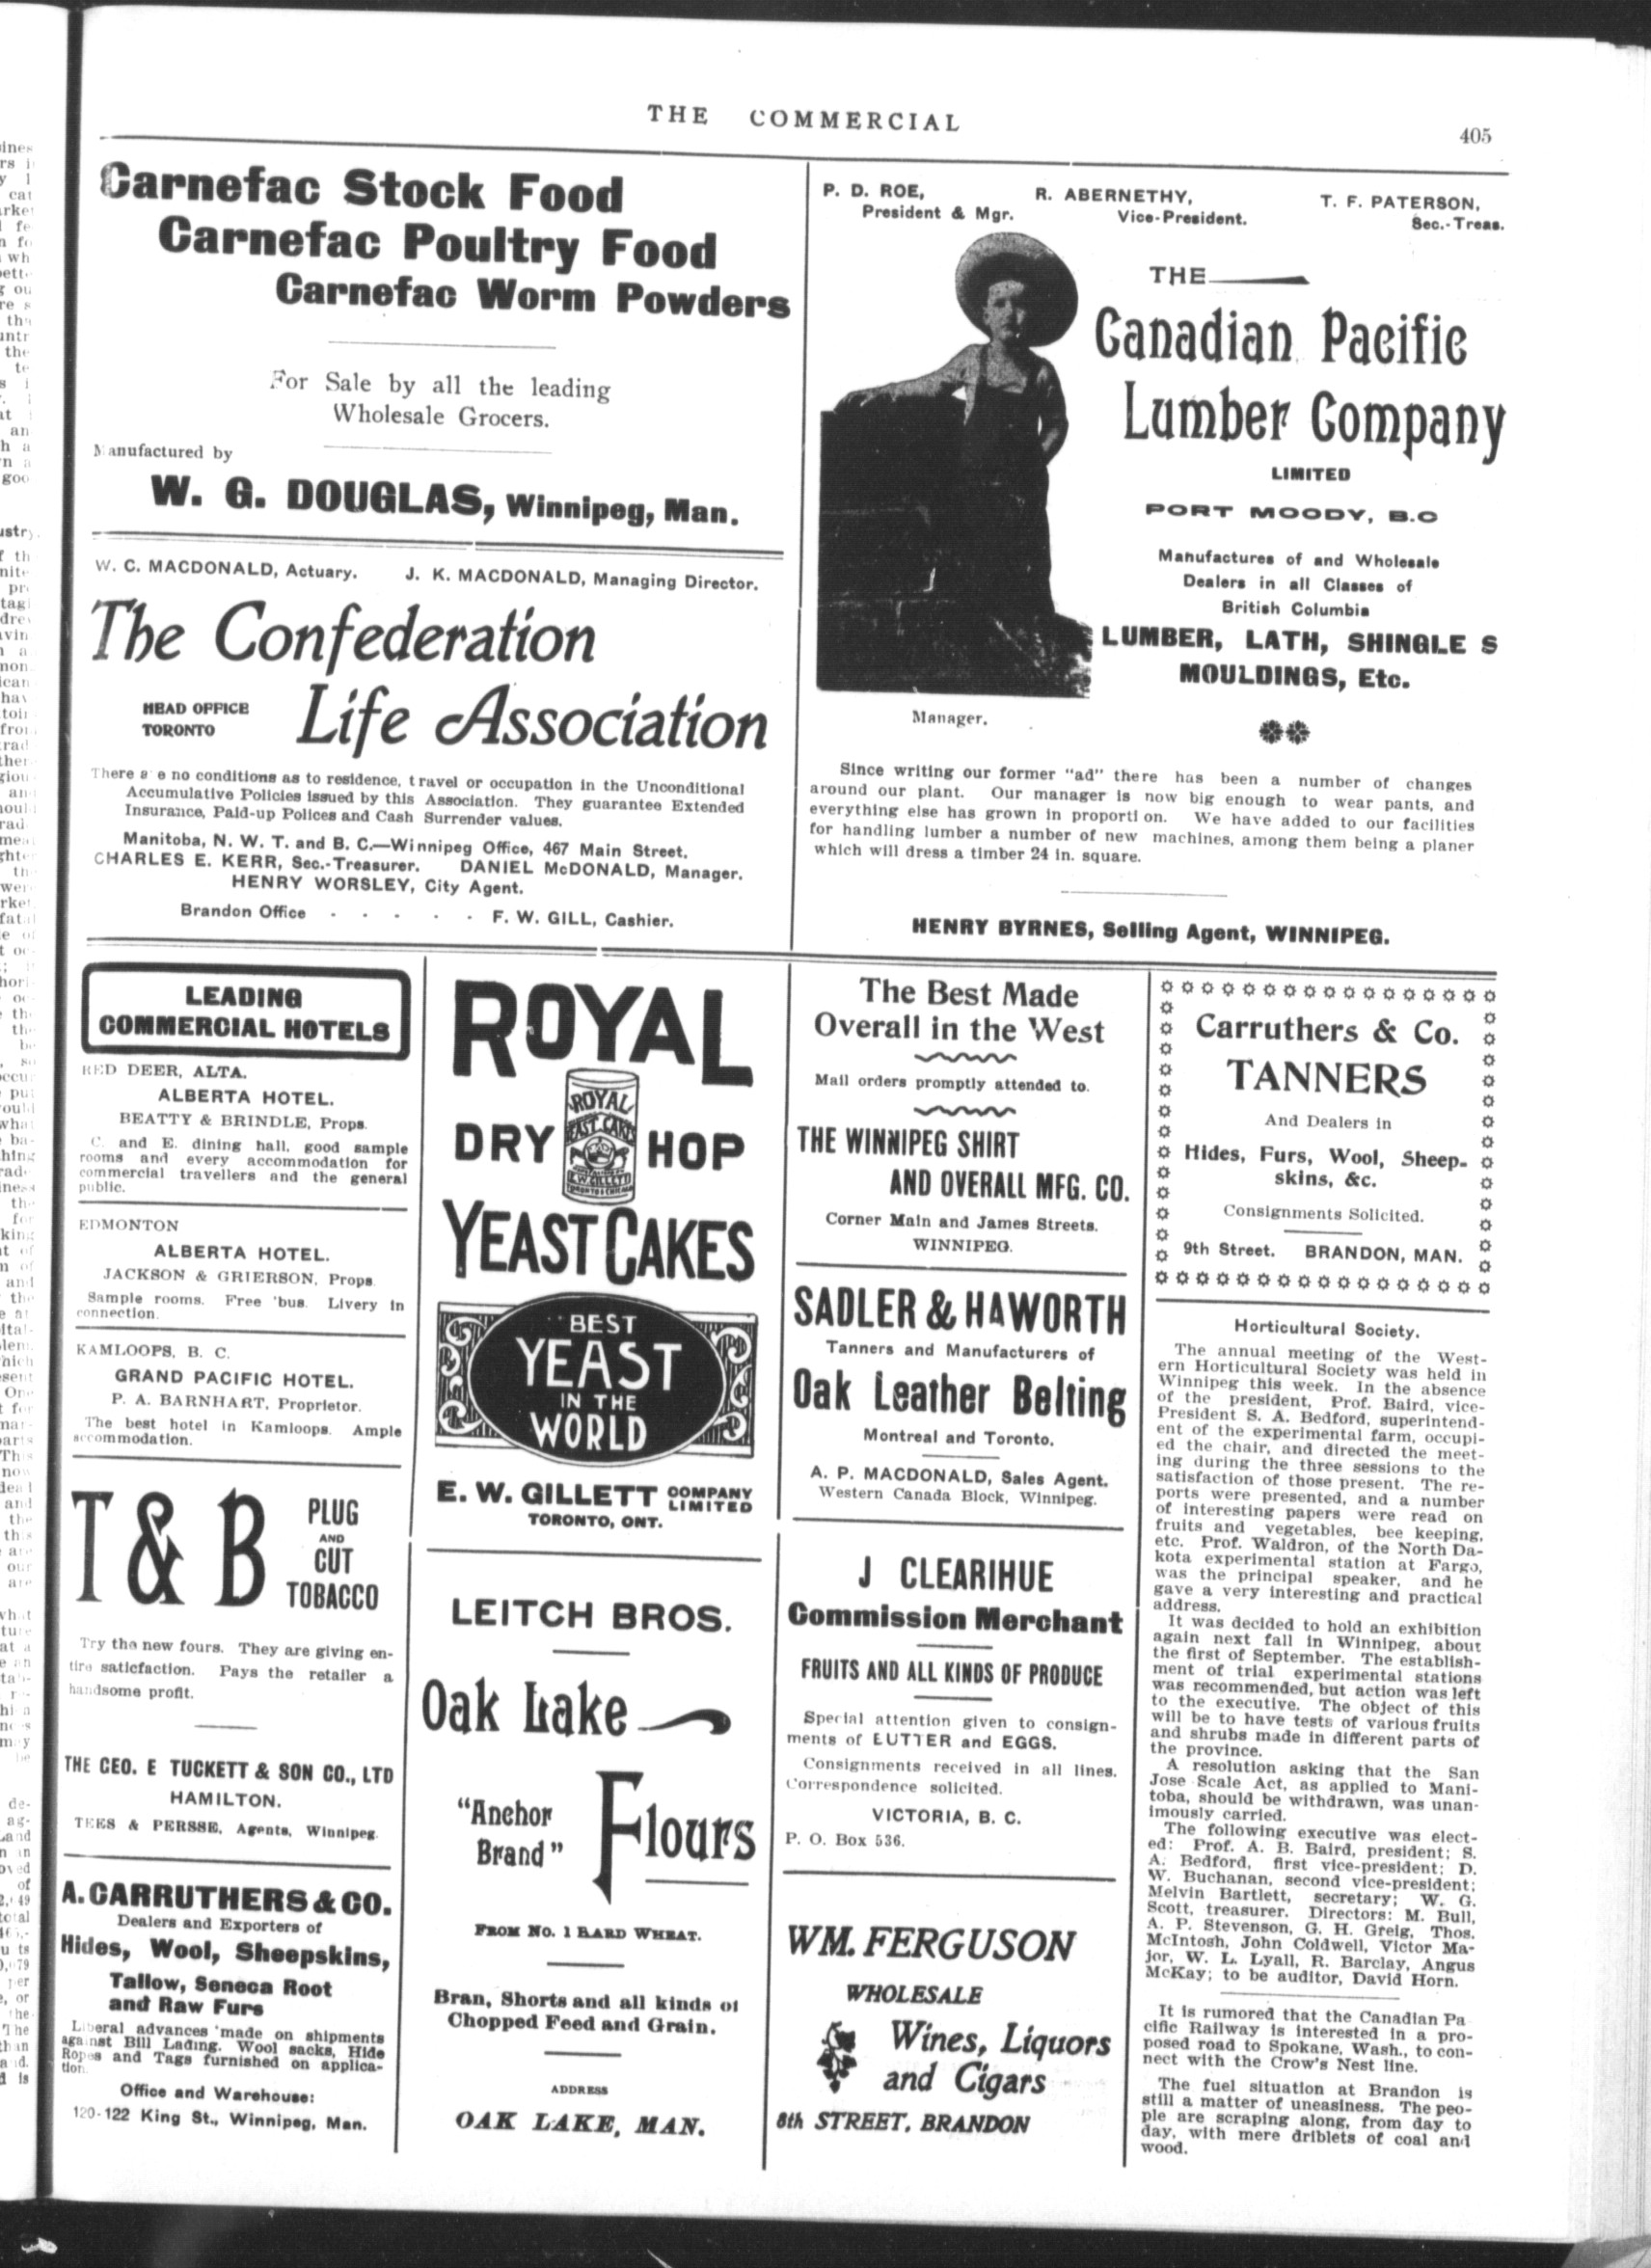 THE COMMERCIAL
405
Carnefac Stock Food
Carnefac Poultry Food
Carnefac Worm Powders
For Sale by all the leading
Wholesale Grocers.
Manufactured by
W. G. DOUGLAS, Winnipeg, Man.
W. C. MACDONALD, Actuary. J. K. MACDONALD, Managing Director.
The Confederation
Life Association
HEAD OFFICE
TORONTO
There are no conditions as to residence, travel or occupation in the Unconditional
Accumulative Policies issued by this Association. They guarantee Extended
Insurance, Paid-up Polices and Cash Surrender values.
Manitoba, N. W. T. and B. C.—Winnipeg Office, 467 Main Street.
CHARLES E. KERR, Sec.-Treasurer. DANIEL McDONALD, Manager.
HENRY WORSLEY, City Agent.
Brandon Office - - - - - F. W. GILL, Cashier.
P. D. ROE,
President & Mgr.
R. ABERNETHY,
Vice-President.
T. F. PATERSON,
Sec.-Treas.
THE
Canadian Pacific
Lumber Company
LIMITED
PORT MOODY, B.C
Manufactures of and Wholesale
Dealers in all Classes of
British Columbia
LUMBER, LATH, SHINGLE S
MOULDINGS, Etc.
Manager.
Since writing our former "ad" there has been a number of changes
around our plant. Our manager is now big enough to wear pants, and
everything else has grown in proporti on. We have added to our facilities
for handling lumber a number of new machines, among them being a planer
which will dress a timber 24 in. square.
HENRY BYRNES, Selling Agent, WINNIPEG.
LEADING
COMMERCIAL HOTELS
RED DEER, ALTA.
ALBERTA HOTEL.
BEATTY & BRINDLE, Props.
C. and E. dining hall, good sample
rooms and every accommodation for
commercial travellers and the general
public.
EDMONTON
ALBERTA HOTEL.
JACKSON & GRIERSON, Props.
Sample rooms. Free 'bus. Livery in
connection.
KAMLOOPS, B. C.
GRAND PACIFIC HOTEL.
P. A. BARNHART, Proprietor.
The best hotel in Kamloops. Ample
accommodation.
T & B
PLUG
AND
CUT
TOBACCO
Try the new fours. They are giving en-
tire saticfaction. Pays the retailer a
handsome profit.
THE GEO. E TUCKETT & SON CO., LTD
HAMILTON.
TEES & PERSSE, Agents, Winnipeg.
A. CARRUTHERS & CO.
Dealers and Exporters of
Hides, Wool, Sheepskins,
Tallow, Seneca Root
and Raw Furs
Liberal advances made on shipments
against Bill Lading. Wool sacks, Hide
Ropes and Tags furnished on applica-
tion.
Office and Warehouse:
120-122 King St., Winnipeg, Man.
ROYAL
DRY HOP
ROYAL
YEAST CAKES
E.W. GILLETT
TORONTO & CHICAGO
YEAST CAKES
BEST
YEAST
IN THE
WORLD
E. W. GILLETT COMPANY LIMITED
TORONTO, ONT.
LEITCH BROS.
Oak Lake
"Anchor
Brand"
Flours
FROM NO. 1 HARD WHEAT.
Bran, Shorts and all kinds of
Chopped Feed and Grain.
ADDRESS
OAK LAKE, MAN.
The Best Made
Overall in the West
Mail orders promptly attended to.
THE WINNIPEG SHIRT
AND OVERALL MFG. CO.
Corner Main and James Streets.
WINNIPEG.
SADLER & HAWORTH
Tanners and Manufacturers of
Oak Leather Belting
Montreal and Toronto.
A. P. MACDONALD, Sales Agent.
Western Canada Block, Winnipeg.
J CLEARIHUE
Commission Merchant
FRUITS AND ALL KINDS OF PRODUCE
Special attention given to consign-
ments of BUTTER and EGGS.
Consignments received in all lines.
Correspondence solicited.
VICTORIA, B. C.
P. O. Box 536.
WM. FERGUSON
WHOLESALE
Wines, Liquors
and Cigars
8th STREET, BRANDON
Carruthers & Co.
TANNERS
And Dealers in
Hides, Furs, Wool, Sheep-
skins, &c.
Consignments Solicited.
9th Street. BRANDON, MAN.
Horticultural Society.
The annual meeting of the West-
ern Horticultural Society was held in
Winnipeg this week. In the absence
of the president, Prof. Baird, vice-
President S. A. Bedford, superintend-
ent of the experimental farm, occupi-
ed the chair, and directed the meet-
ing during the three sessions to the
satisfaction of those present. The re-
ports were presented, and a number
of interesting papers were read on
fruits and vegetables, bee keeping,
etc. Prof. Waldron, of the North Da-
kota experimental station at Fargo,
was the principal speaker, and he
gave a very interesting and practical
address.
It was decided to hold an exhibition
again next fall in Winnipeg, about
the first of September. The establish-
ment of trial experimental stations
was recommended, but action was left
to the executive. The object of this
will be to have tests of various fruits
and shrubs made in different parts of
the province.
A resolution asking that the San
Jose Scale Act, as applied to Mani-
toba, should be withdrawn, was unan-
imously carried.
The following executive was elect-
ed: Prof. A. B. Baird, president; S.
A. Bedford, first vice-president; D.
W. Buchanan, second vice-president;
Melvin Bartlett, secretary; W. G.
Scott, treasurer. Directors: M. Bull,
A. P. Stevenson, G. H. Greig, Thos.
McIntosh, John Coldwell, Victor Ma-
jor, W. L. Lyall, R. Barclay, Angus
McKay; to be auditor, David Horn.
It is rumored that the Canadian Pa
cific Railway is interested in a pro-
posed road to Spokane, Wash., to con-
nect with the Crow's Nest line.
The fuel situation at Brandon is
still a matter of uneasiness. The peo-
ple are scraping along, from day to
day, with mere driblets of coal and
wood.